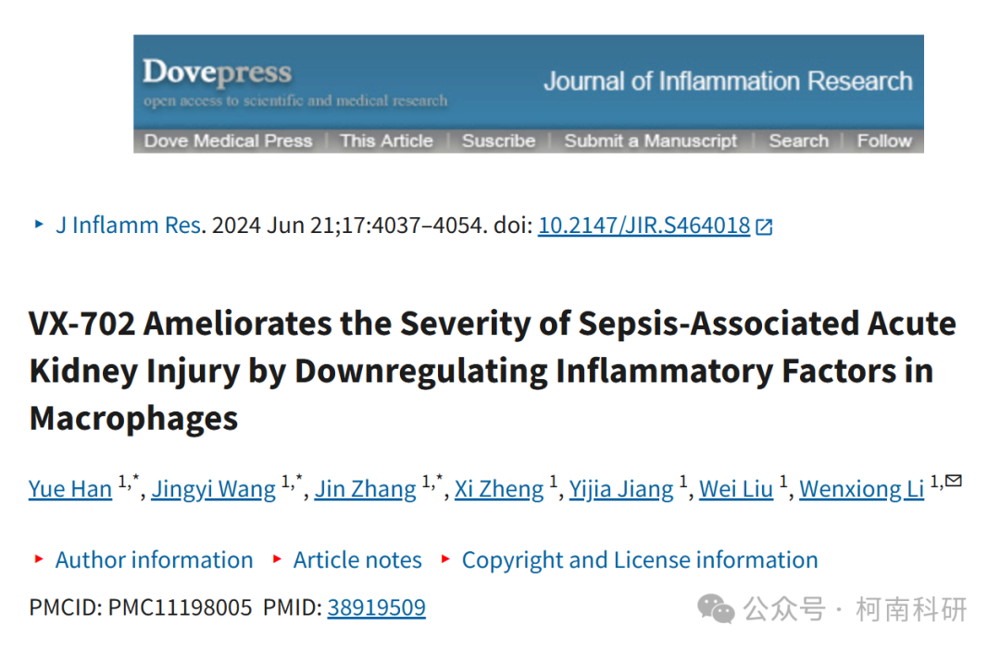 Dovepress
open access to scientific and medical research
Journal of Inflammation Research
Dove Medical Press | This Article | Suscribe | Submit a Manuscript | Search | Follow
J Inflamm Res. 2024 Jun 21;17:4037–4054. doi: 10.2147/JIR.S464018
VX-702 Ameliorates the Severity of Sepsis-Associated Acute
Kidney Injury by Downregulating Inflammatory Factors in
Macrophages
Yue Han 1,*, Jingyi Wang 1,*, Jin Zhang 1,*, Xi Zheng 1, Yijia Jiang 1, Wei Liu 1, Wenxiong Li 1,✉
Author information Article notes Copyright and License information
PMCID: PMC11198005 PMID: 38919509
公众号 · 柯南科研